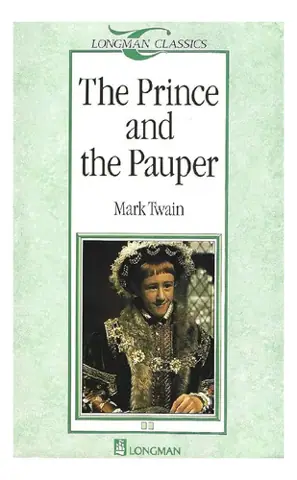 LONGMAN CLASSICS
The Prince
and
the Pauper
Mark Twain
LONGMAN